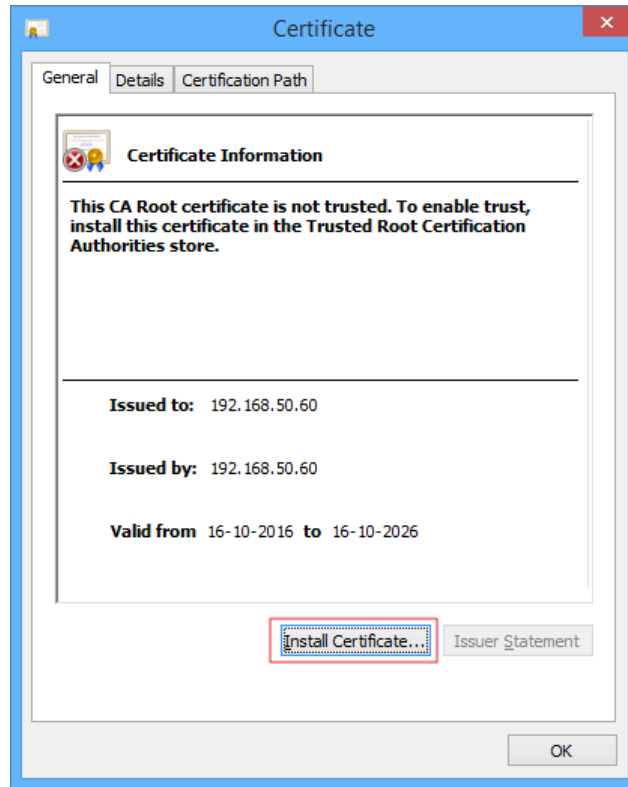 Certificate
General Details Certification Path
Certificate Information
This CA Root certificate is not trusted. To enable trust,
install this certificate in the Trusted Root Certification
Authorities store.
Issued to: 192.168.50.60
Issued by: 192.168.50.60
Valid from 16-10-2016 to 16-10-2026
Install Certificate... Issuer Statement
OK